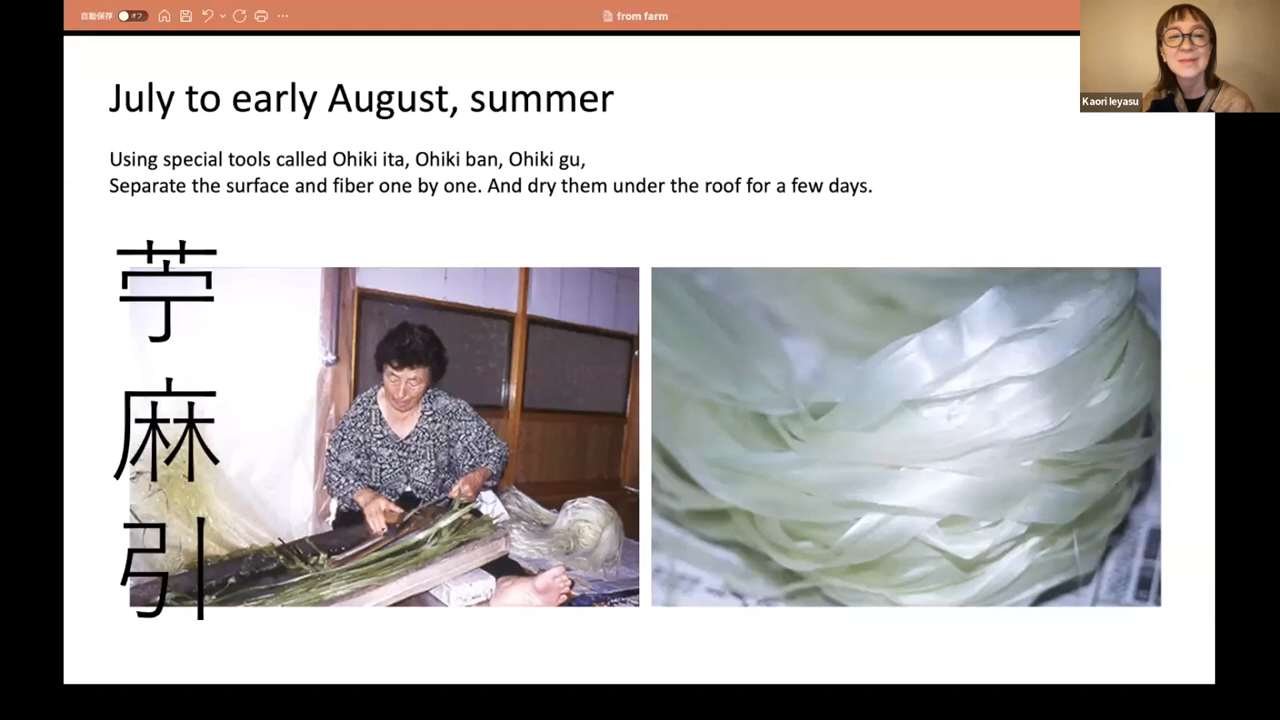 自動保存
オフ
from farm
Kaori Ieyasu
July to early August, summer
Using special tools called Ohiki ita, Ohiki ban, Ohiki gu,
Separate the surface and fiber one by one. And dry them under the roof for a few days.
苧
麻
引